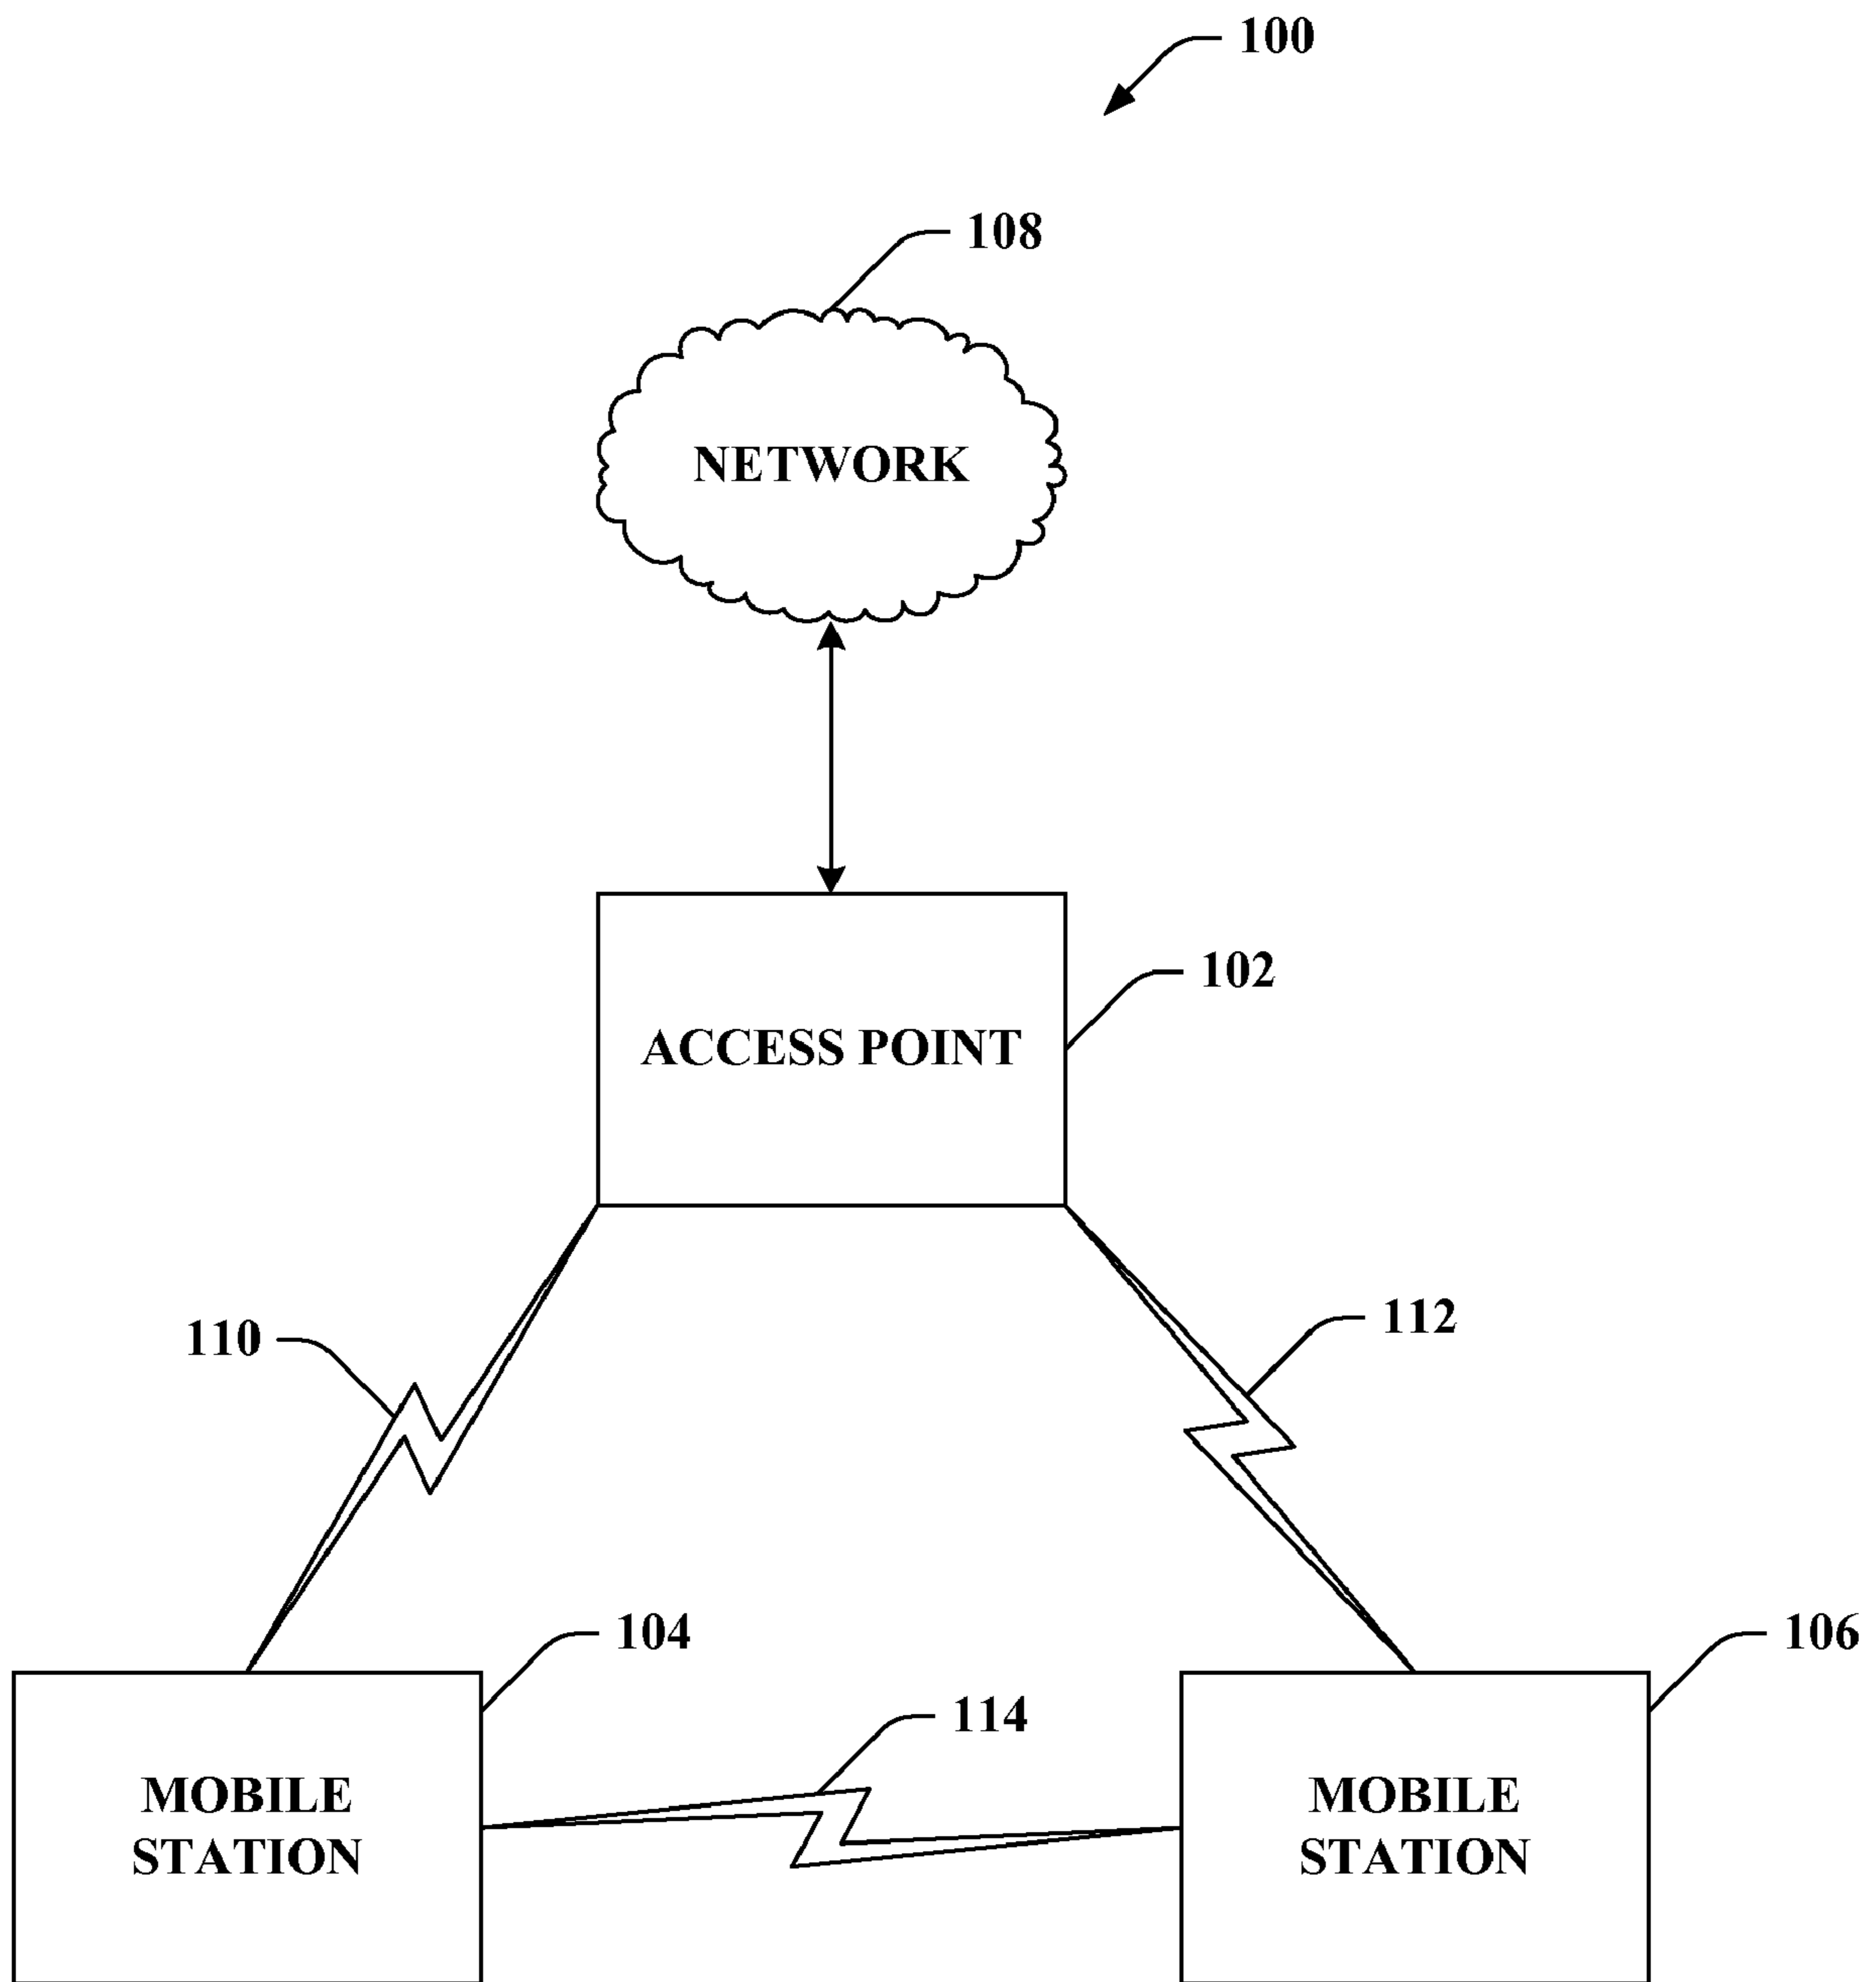 100
108
NETWORK
102
ACCESS POINT
110
112
104
106
114
MOBILE
STATION
MOBILE
STATION